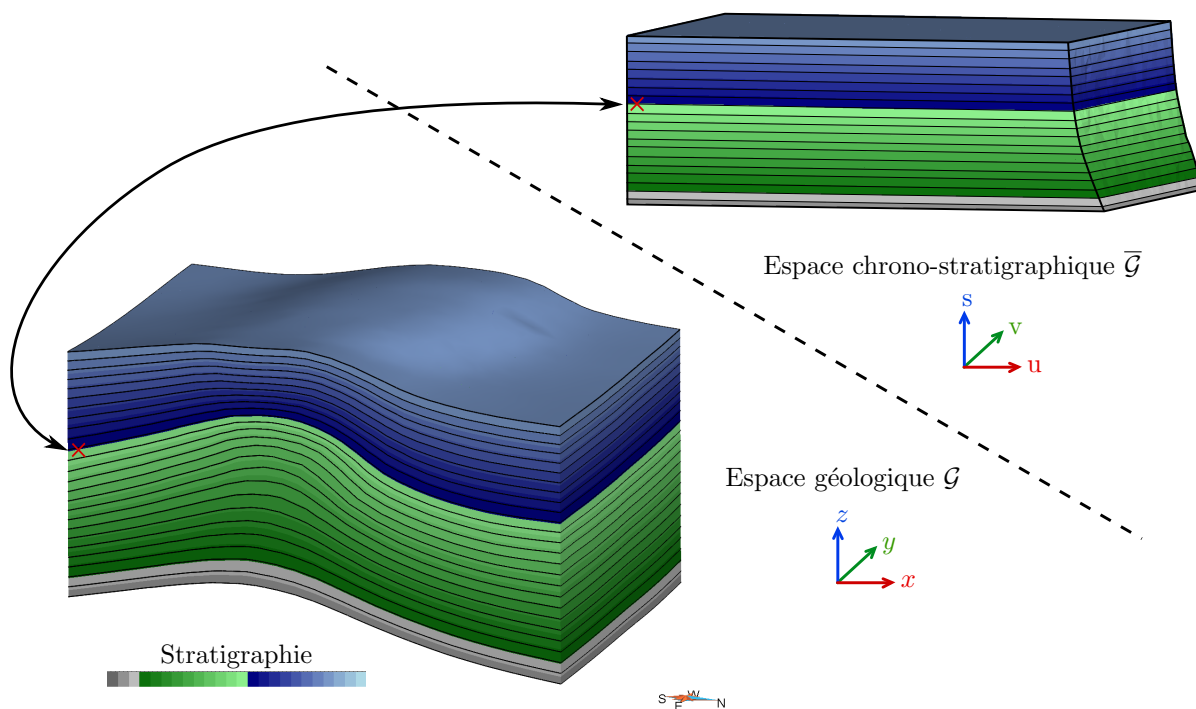 Espace chrono-stratigraphique G̅
s
v
u
Espace géologique G
z
y
x
Stratigraphie
S
W
E
N